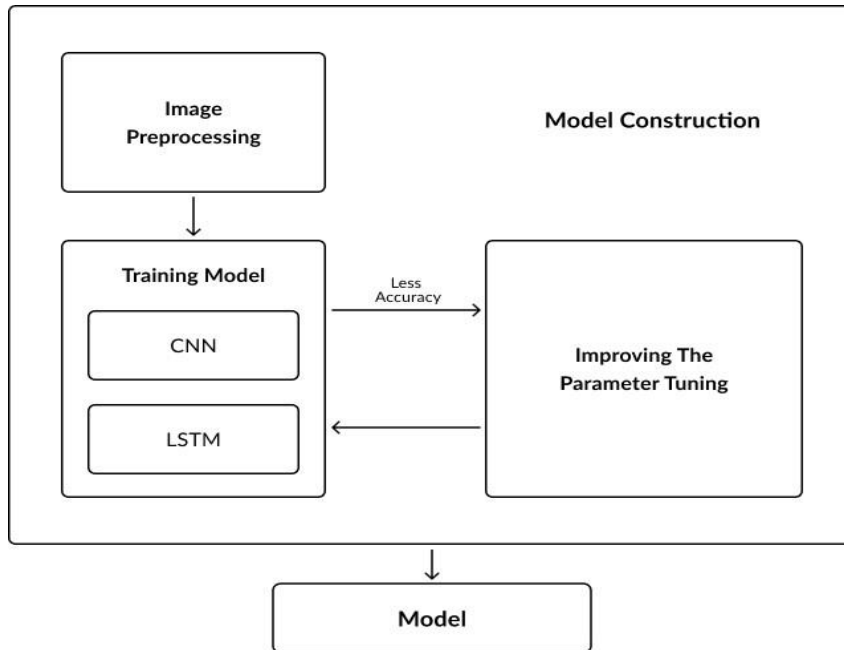 Image
Preprocessing
Model Construction
Training Model
CNN
LSTM
Less
Accuracy
Improving The
Parameter Tuning
Model